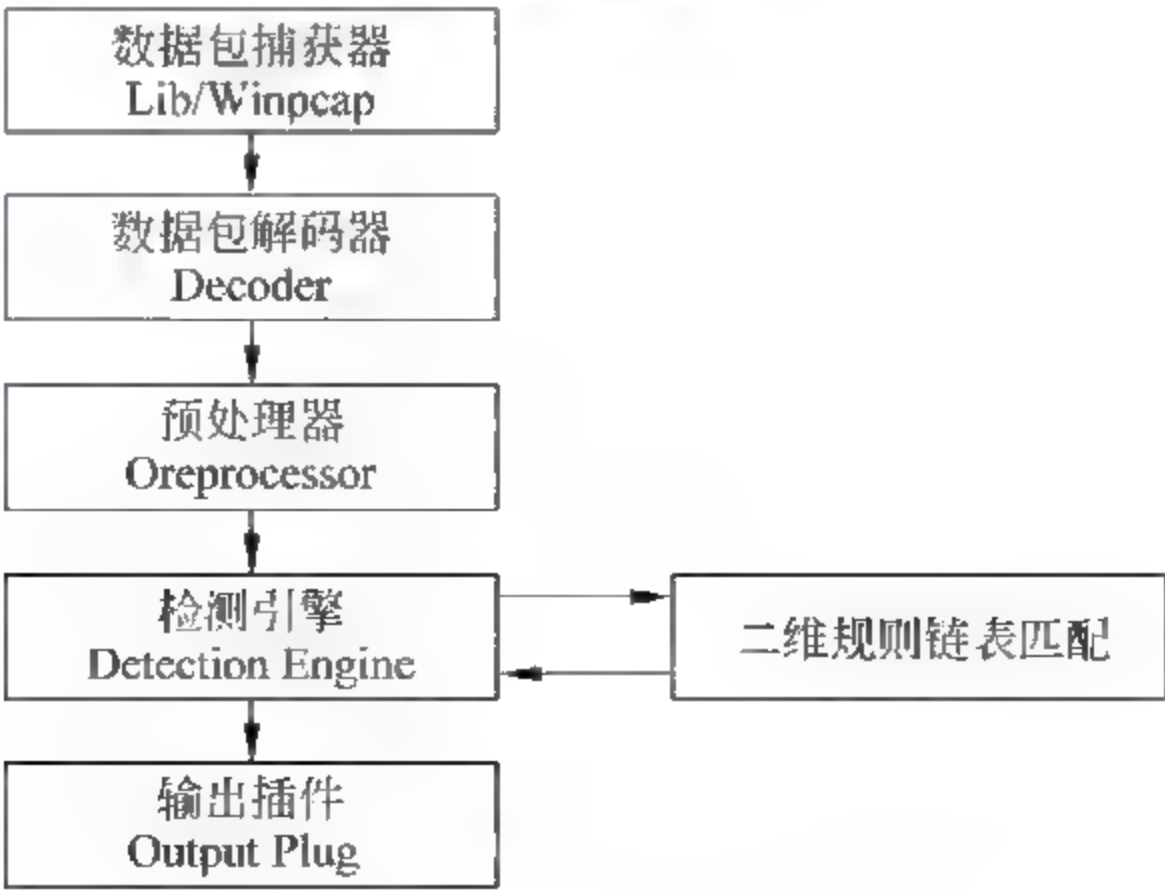 数据包捕获器
Lib/Winpcap
数据包解码器
Decoder
预处理器
Oreprocessor
检测引擎
Detection Engine
二维规则链表匹配
输出插件
Output Plug